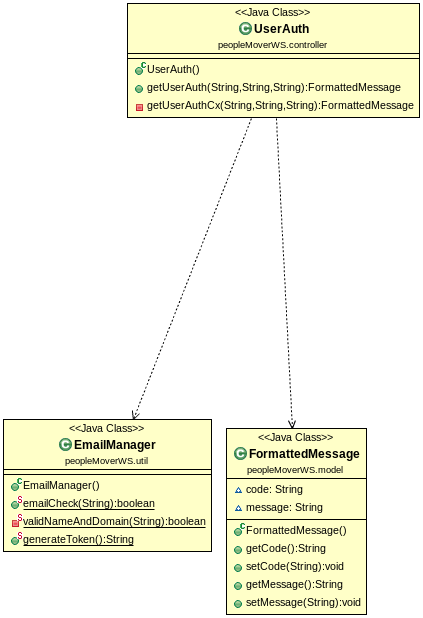 <<Java Class>>
UserAuth
peopleMoverWS.controller
UserAuth()
getUserAuth(String,String,String):FormattedMessage
getUserAuthCx(String,String,String):FormattedMessage
<<Java Class>>
EmailManager
peopleMoverWS.util
EmailManager()
emailCheck(String):boolean
validNameAndDomain(String):boolean
generateToken():String
<<Java Class>>
FormattedMessage
peopleMoverWS.model
code: String
message: String
FormattedMessage()
getCode():String
setCode(String):void
getMessage():String
setMessage(String):void